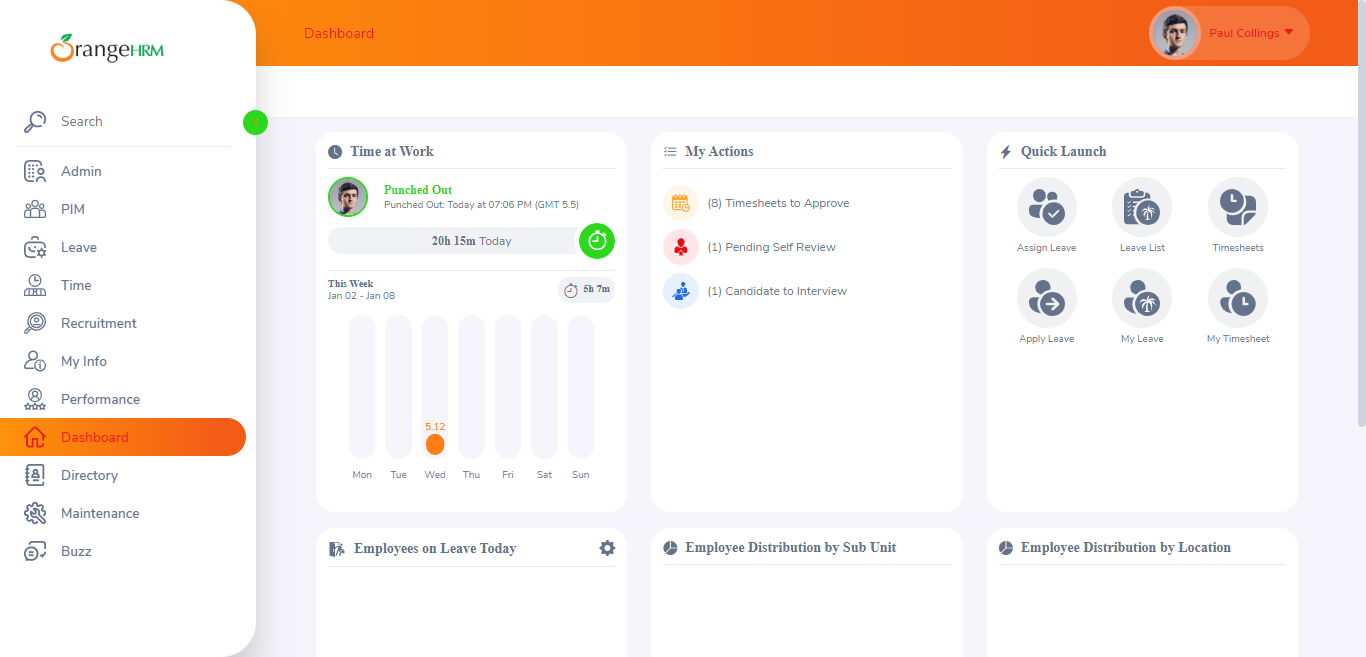 OrangeHRM
Dashboard
Paul Collings
Search
Admin
PIM
Leave
Time
Recruitment
My Info
Performance
Dashboard
Directory
Maintenance
Buzz
Time at Work
Punched Out
Punched Out: Today at 07:06 PM (GMT 5.5)
20h 15m Today
This Week
Jan 02 - Jan 08
5h 7m
5.12
Mon Tue Wed Thu Fri Sat Sun
My Actions
(8) Timesheets to Approve
(1) Pending Self Review
(1) Candidate to Interview
Quick Launch
Assign Leave Leave List Timesheets
Apply Leave My Leave My Timesheet
Employees on Leave Today
Employee Distribution by Sub Unit
Employee Distribution by Location